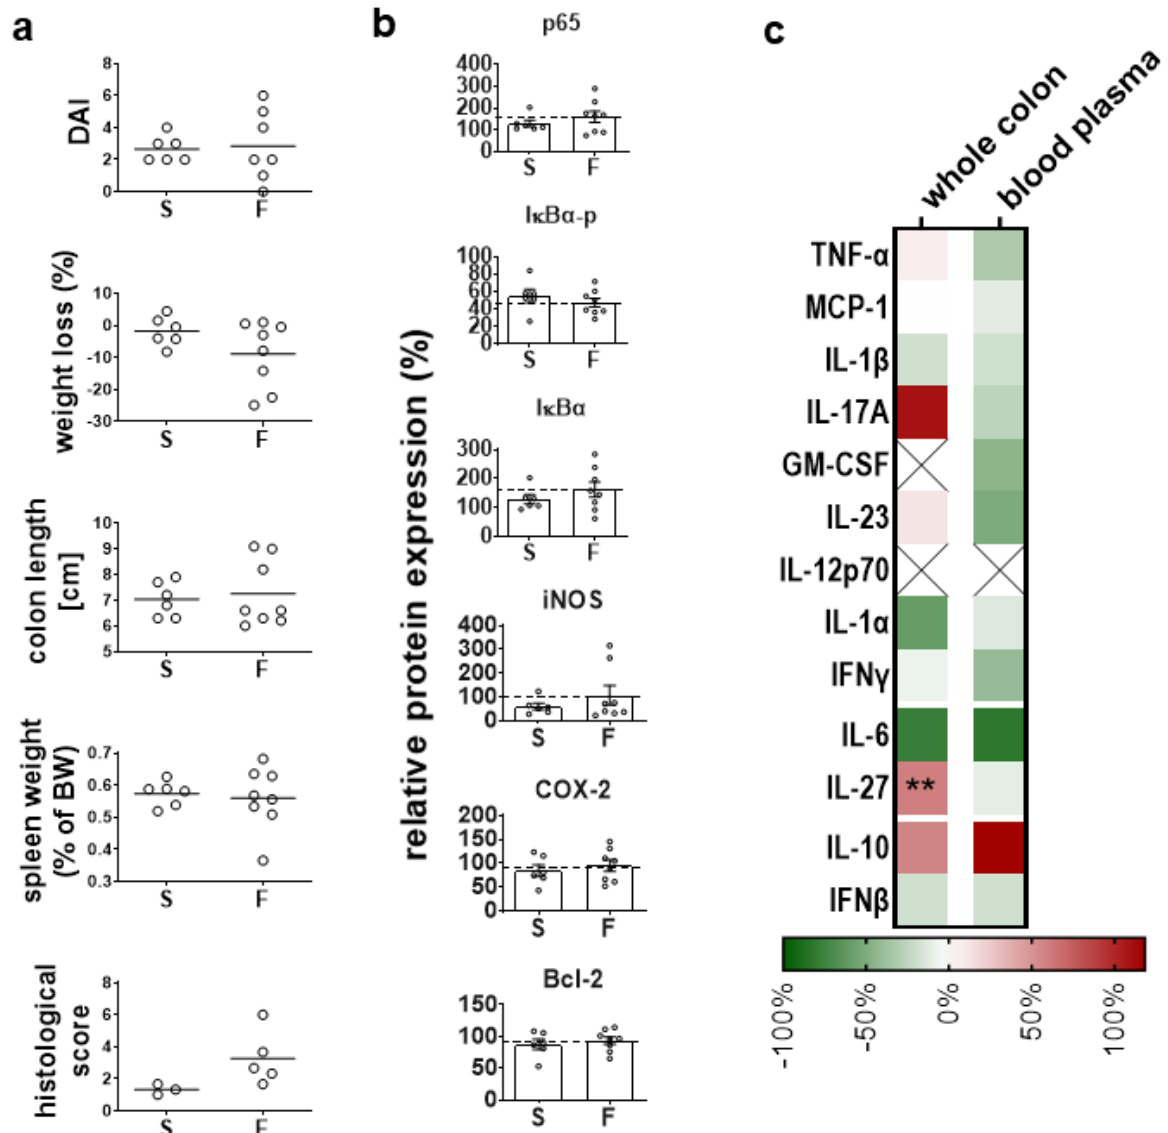 a
8
6
4
2
0
DAI
S F
10
0
-10
-20
-30
weight loss (%)
S F
10
9
8
7
6
5
colon length
[cm]
S F
0.7
0.6
0.5
0.4
0.3
spleen weight
(% of BW)
S F
8
6
4
2
0
histological
score
S F
b
relative protein expression (%)
p65
400
300
200
100
0
S F
IκBα-p
100
80
60
40
20
0
S F
IκBα
300
200
100
0
S F
iNOS
400
300
200
100
0
S F
COX-2
200
150
100
50
0
S F
Bcl-2
150
100
50
0
S F
c
whole colon
blood plasma
TNF-α
MCP-1
IL-1β
IL-17A
GM-CSF
IL-23
IL-12p70
IL-1α
IFNγ
IL-6
IL-27 **
IL-10
IFNβ
-100%
-50%
0%
50%
100%